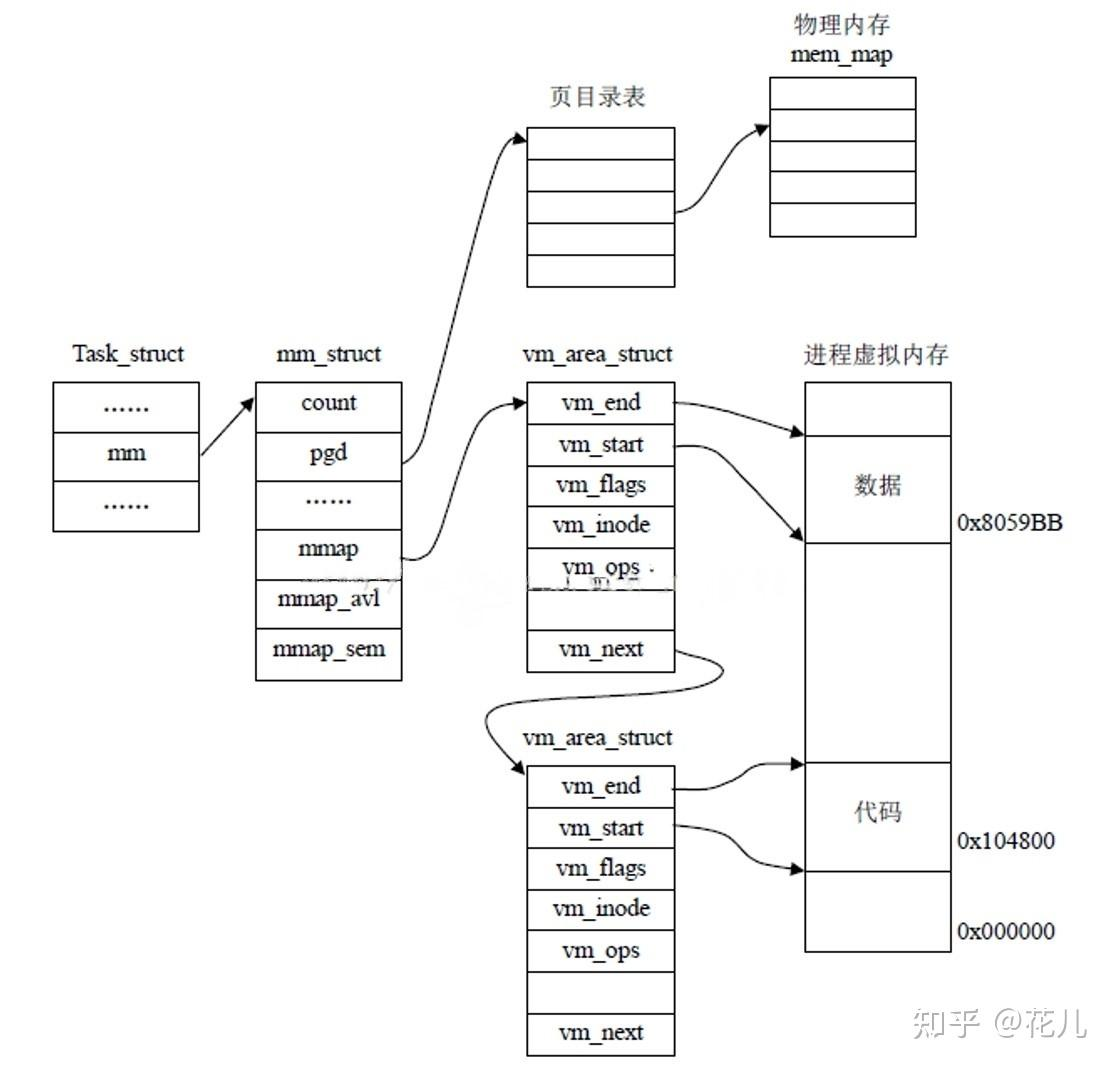 物理内存
mem_map
页目录表
Task_struct
……
mm
……
mm_struct
count
pgd
……
mmap
mmap_avl
mmap_sem
vm_area_struct
vm_end
vm_start
vm_flags
vm_inode
vm_ops
vm_next
进程虚拟内存
数据
0x8059BB
代码
0x104800
0x000000
vm_area_struct
vm_end
vm_start
vm_flags
vm_inode
vm_ops
vm_next
知乎 @花儿